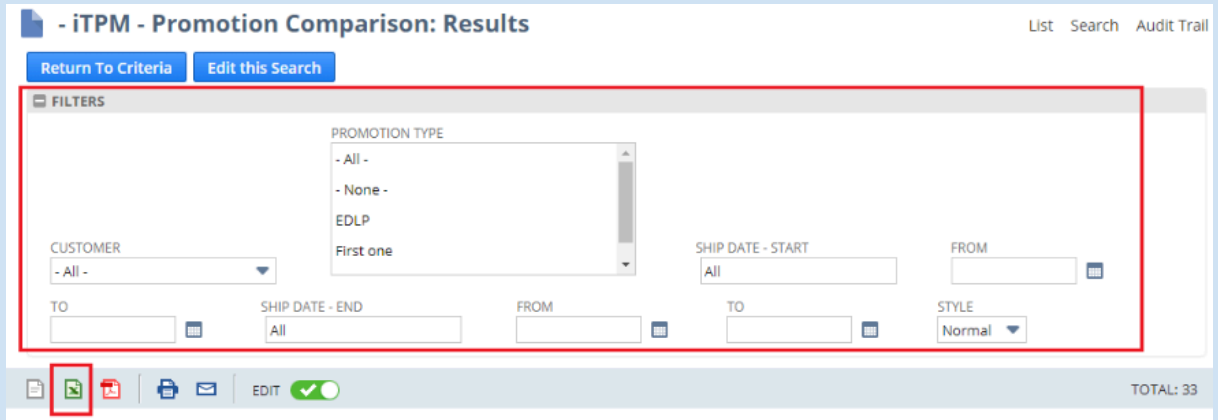 - iTPM - Promotion Comparison: Results
List Search Audit Trail
Return To Criteria Edit this Search
FILTERS
PROMOTION TYPE
- All -
- None -
EDLP
First one
CUSTOMER
- All -
SHIP DATE - START
All
FROM
TO
SHIP DATE - END
All
FROM
TO
STYLE
Normal
EDIT
TOTAL: 33